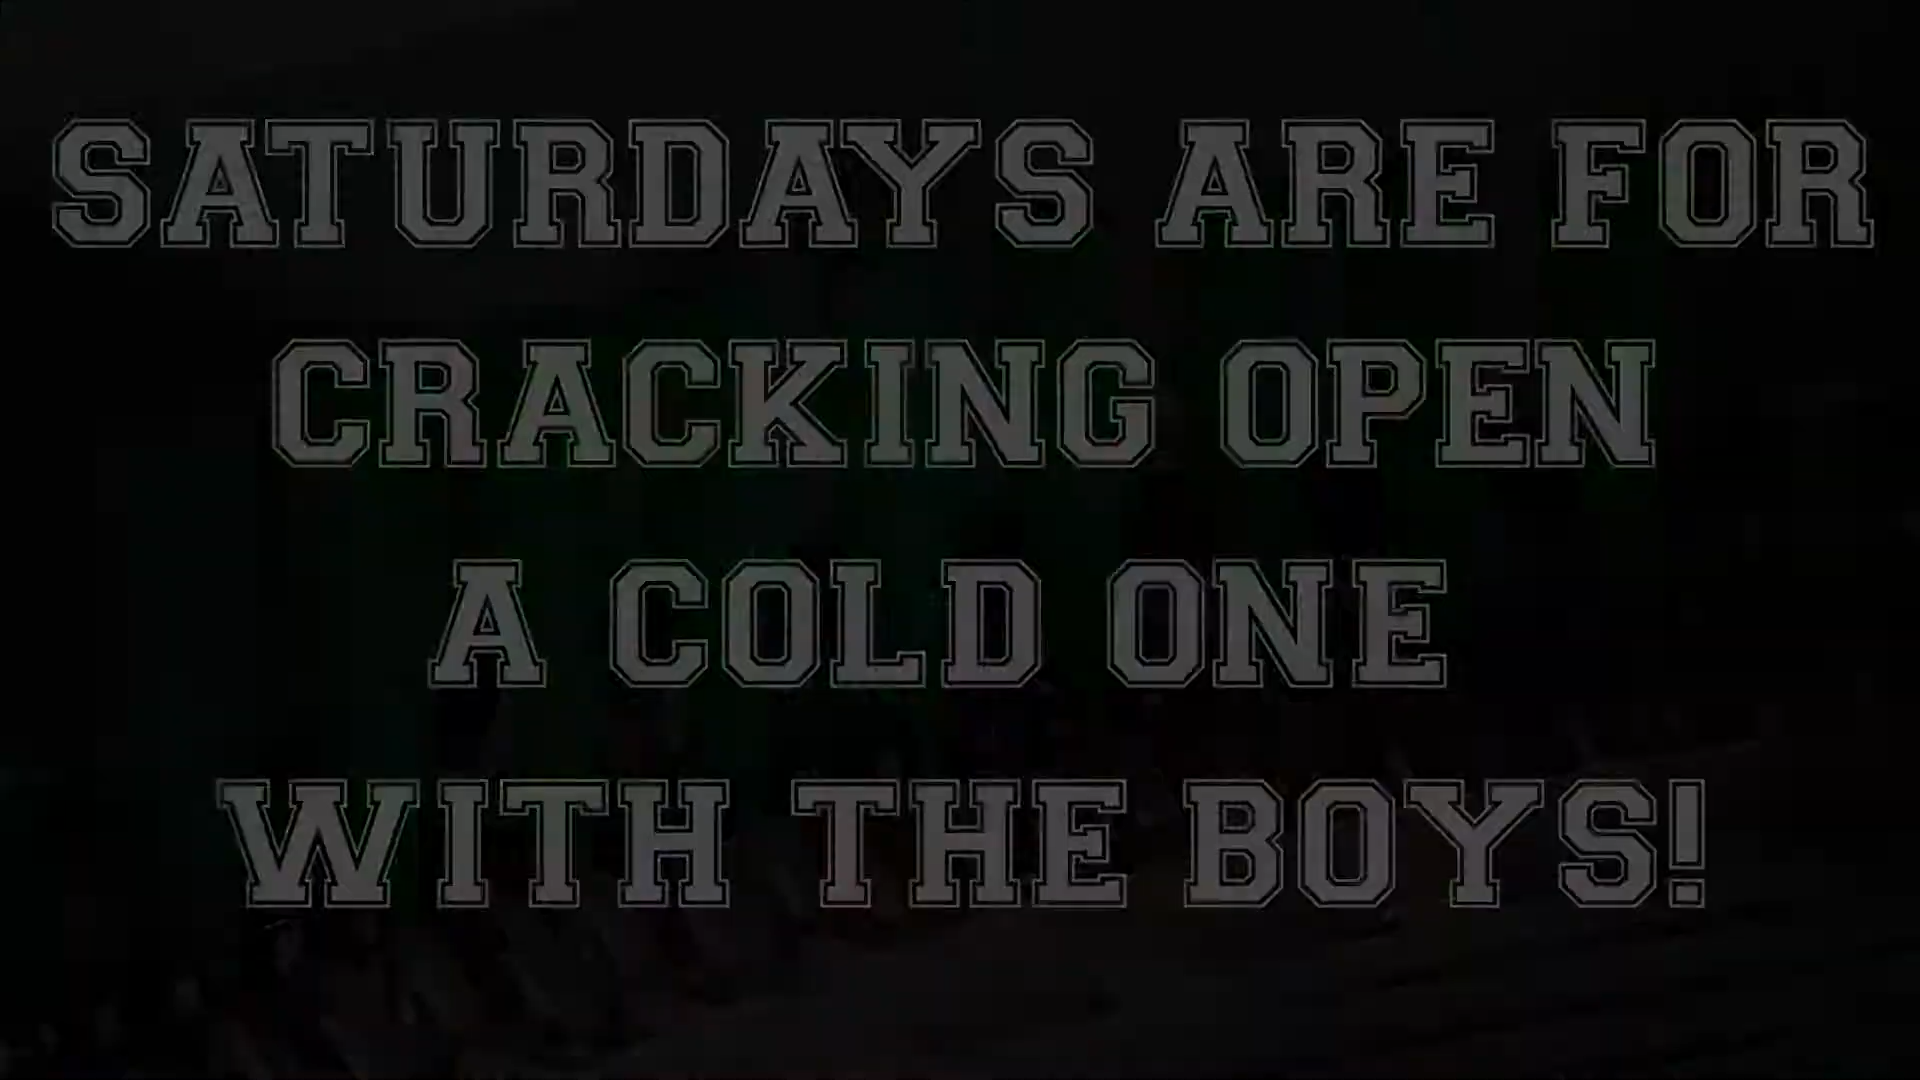 SATURDAYS ARE FOR
CRACKING OPEN
A COLD ONE
WITH THE BOYS!